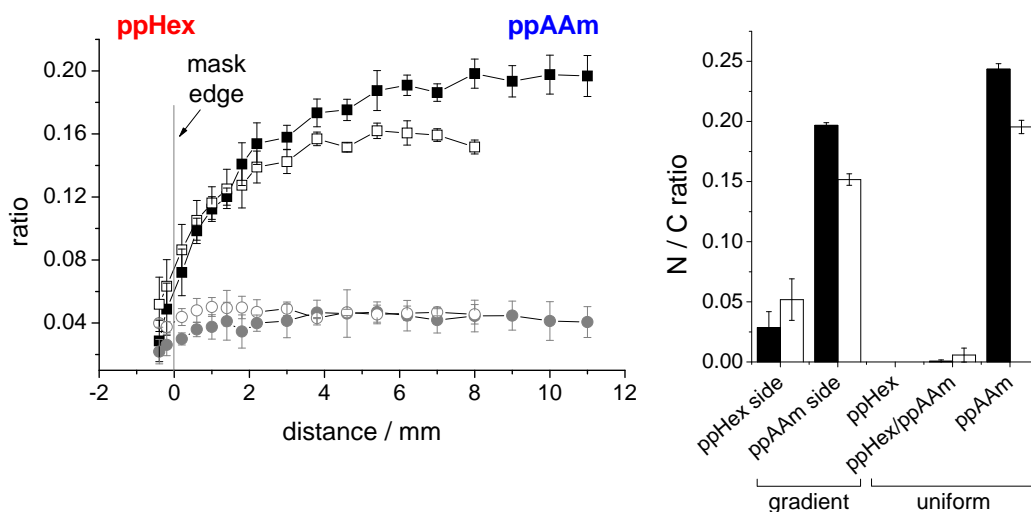 ppHex
ppAAm
mask
edge
0.20
0.16
0.12
0.08
0.04
ratio
-2
0
2
4
6
8
10
12
distance / mm
0.25
0.20
0.15
0.10
0.05
0.00
N / C ratio
ppHex side
ppAAm side
ppHex
ppHex/ppAAm
ppAAm
gradient
uniform